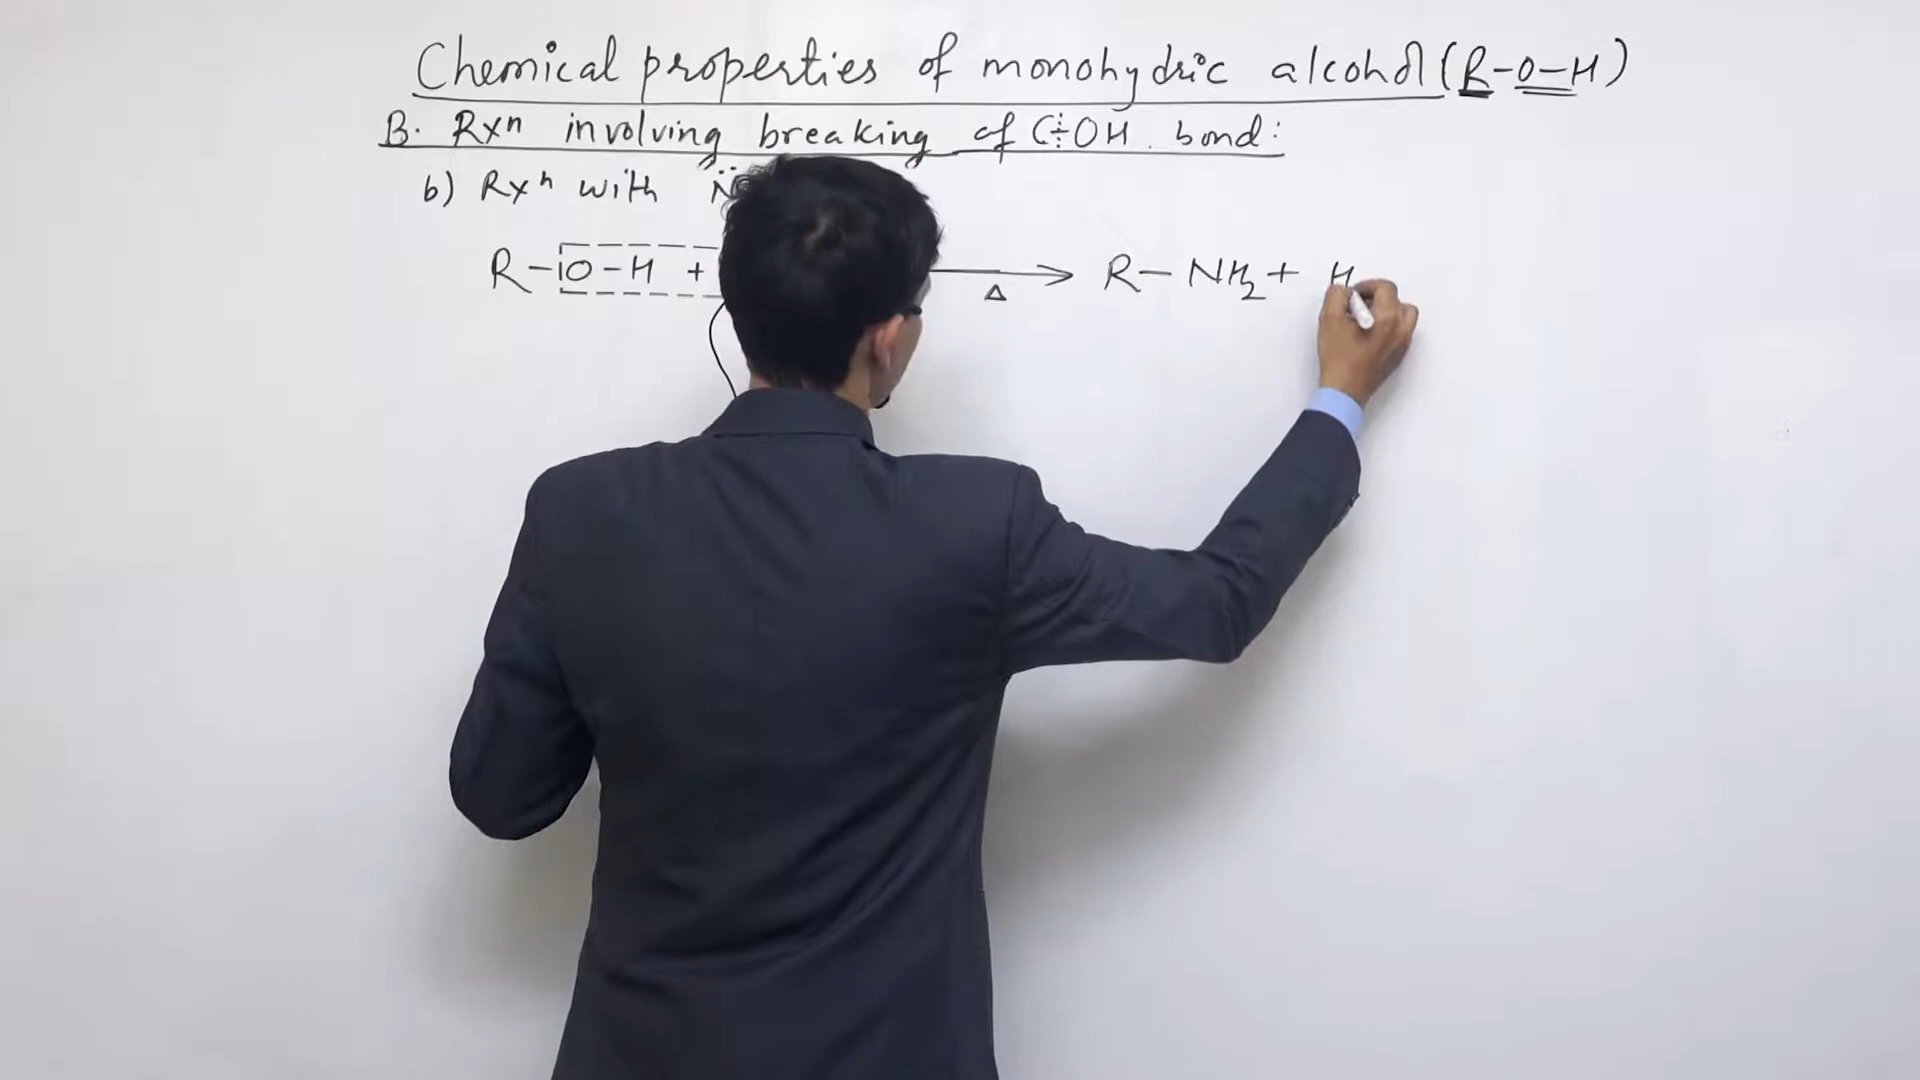 Chemical properties of monohydric alcohol (R-O-H)
B. Rxⁿ involving breaking of C÷OH bond:
b) Rxⁿ with N
R-O-H + → R-NH₂ + H
Δ